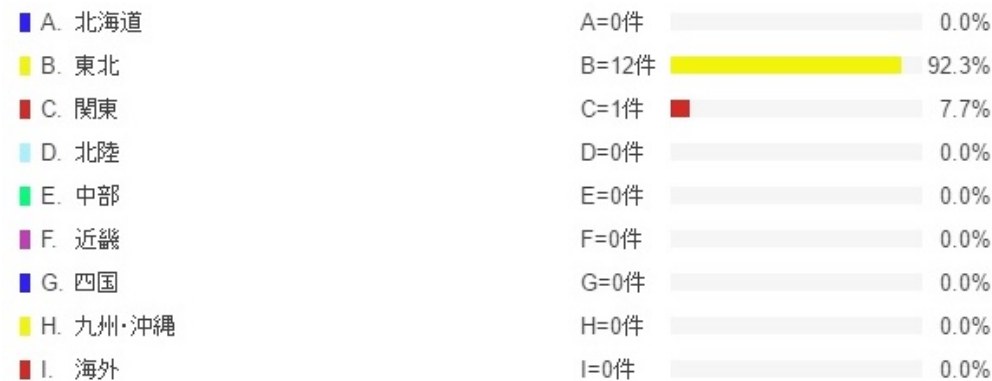 A. 北海道 A=0件 0.0%
B. 東北 B=12件 92.3%
C. 関東 C=1件 7.7%
D. 北陸 D=0件 0.0%
E. 中部 E=0件 0.0%
F. 近畿 F=0件 0.0%
G. 四国 G=0件 0.0%
H. 九州・沖縄 H=0件 0.0%
I. 海外 I=0件 0.0%